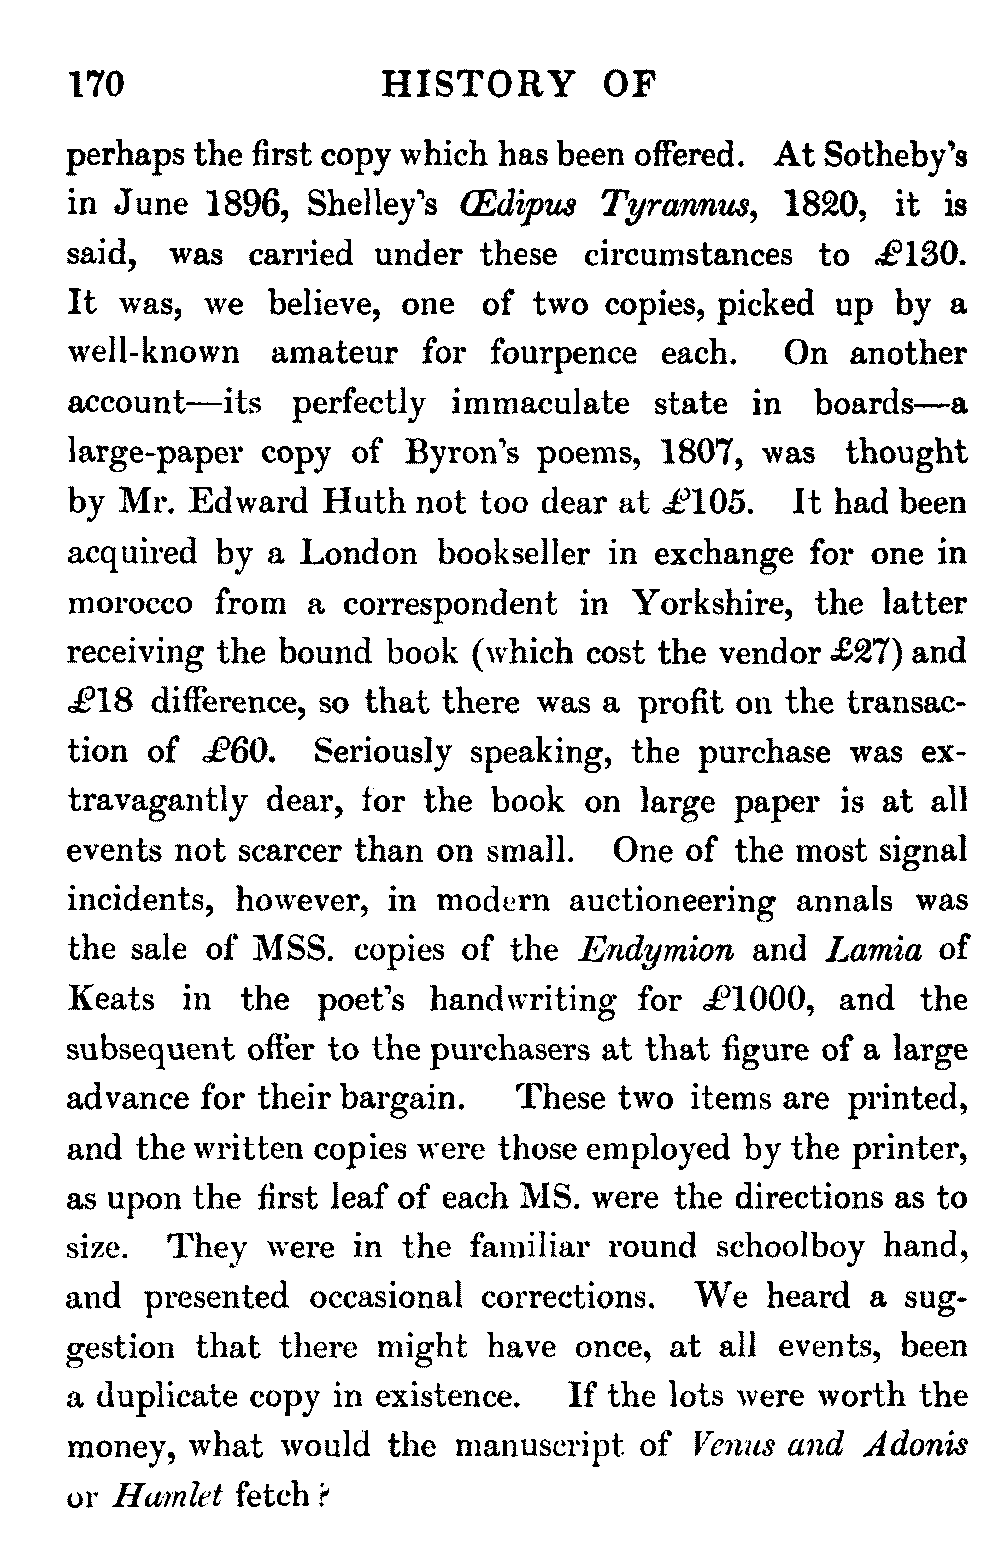 170 HISTORY OF
perhaps the first copy which has been offered. At Sotheby's
in June 1896, Shelley's Œdipus Tyrannus, 1820, it is
said, was carried under these circumstances to £130.
It was, we believe, one of two copies, picked up by a
well-known amateur for fourpence each. On another
account—its perfectly immaculate state in boards—a
large-paper copy of Byron's poems, 1807, was thought
by Mr. Edward Huth not too dear at £105. It had been
acquired by a London bookseller in exchange for one in
morocco from a correspondent in Yorkshire, the latter
receiving the bound book (which cost the vendor £27) and
£18 difference, so that there was a profit on the transac-
tion of £60. Seriously speaking, the purchase was ex-
travagantly dear, for the book on large paper is at all
events not scarcer than on small. One of the most signal
incidents, however, in modern auctioneering annals was
the sale of MSS. copies of the Endymion and Lamia of
Keats in the poet's handwriting for £1000, and the
subsequent offer to the purchasers at that figure of a large
advance for their bargain. These two items are printed,
and the written copies were those employed by the printer,
as upon the first leaf of each MS. were the directions as to
size. They were in the familiar round schoolboy hand,
and presented occasional corrections. We heard a sug-
gestion that there might have once, at all events, been
a duplicate copy in existence. If the lots were worth the
money, what would the manuscript of Venus and Adonis
or Hamlet fetch?